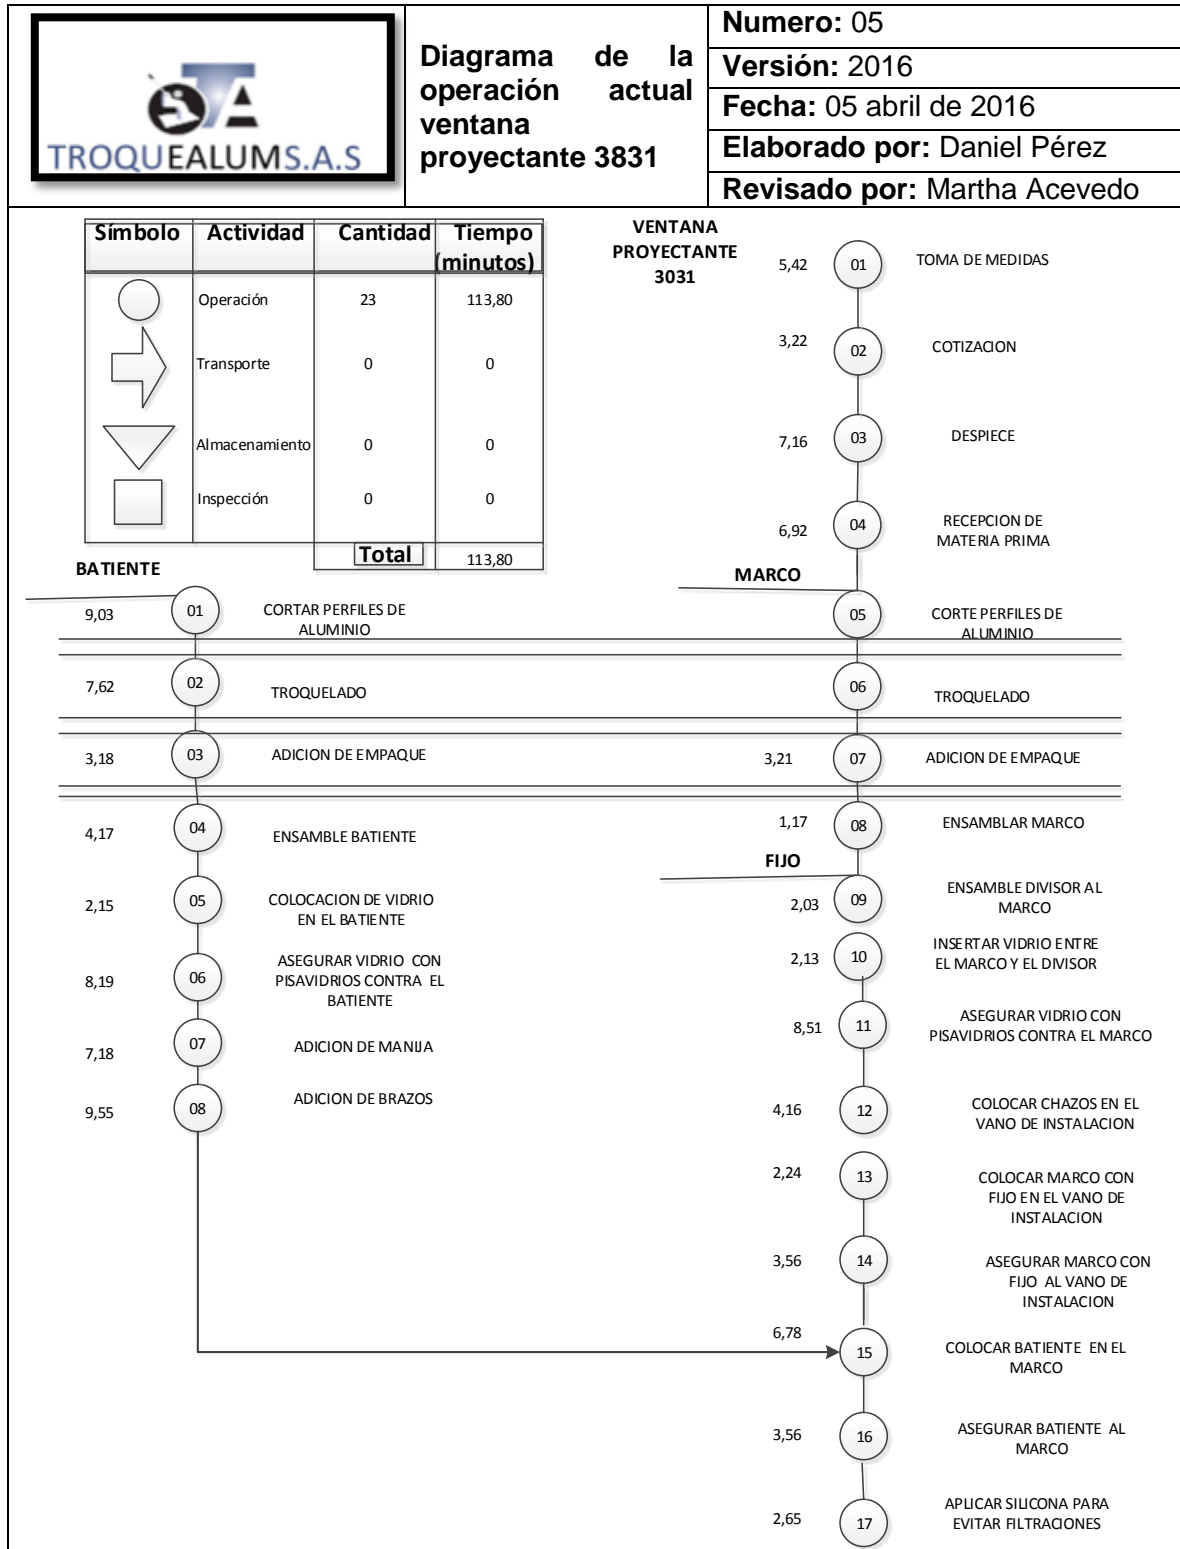 TROQUEALUMS.A.S
Diagrama de la
operación actual
ventana
proyectante 3831
Numero: 05
Versión: 2016
Fecha: 05 abril de 2016
Elaborado por: Daniel Pérez
Revisado por: Martha Acevedo
Símbolo Actividad Cantidad Tiempo
(minutos)
Operación 23 113,80
Transporte 0 0
Almacenamiento 0 0
Inspección 0 0
Total 113,80
VENTANA
PROYECTANTE
3031
5,42 01 TOMA DE MEDIDAS
3,22 02 COTIZACION
7,16 03 DESPIECE
6,92 04 RECEPCION DE
MATERIA PRIMA
BATIENTE
9,03 01 CORTAR PERFILES DE
ALUMINIO
7,62 02 TROQUELADO
3,18 03 ADICION DE EMPAQUE
4,17 04 ENSAMBLE BATIENTE
2,15 05 COLOCACION DE VIDRIO
EN EL BATIENTE
8,19 06 ASEGURAR VIDRIO CON
PISAVIDRIOS CONTRA EL
BATIENTE
7,18 07 ADICION DE MANIJA
9,55 08 ADICION DE BRAZOS
MARCO
05 CORTE PERFILES DE
ALUMINIO
06 TROQUELADO
3,21 07 ADICION DE EMPAQUE
1,17 08 ENSAMBLAR MARCO
FIJO
2,03 09 ENSAMBLE DIVISOR AL
MARCO
2,13 10 INSERTAR VIDRIO ENTRE
EL MARCO Y EL DIVISOR
8,51 11 ASEGURAR VIDRIO CON
PISAVIDRIOS CONTRA EL MARCO
4,16 12 COLOCAR CHAZOS EN EL
VANO DE INSTALACION
2,24 13 COLOCAR MARCO CON
FIJO EN EL VANO DE
INSTALACION
3,56 14 ASEGURAR MARCO CON
FIJO AL VANO DE
INSTALACION
6,78 15 COLOCAR BATIENTE EN EL
MARCO
3,56 16 ASEGURAR BATIENTE AL
MARCO
2,65 17 APLICAR SILICONA PARA
EVITAR FILTRACIONES